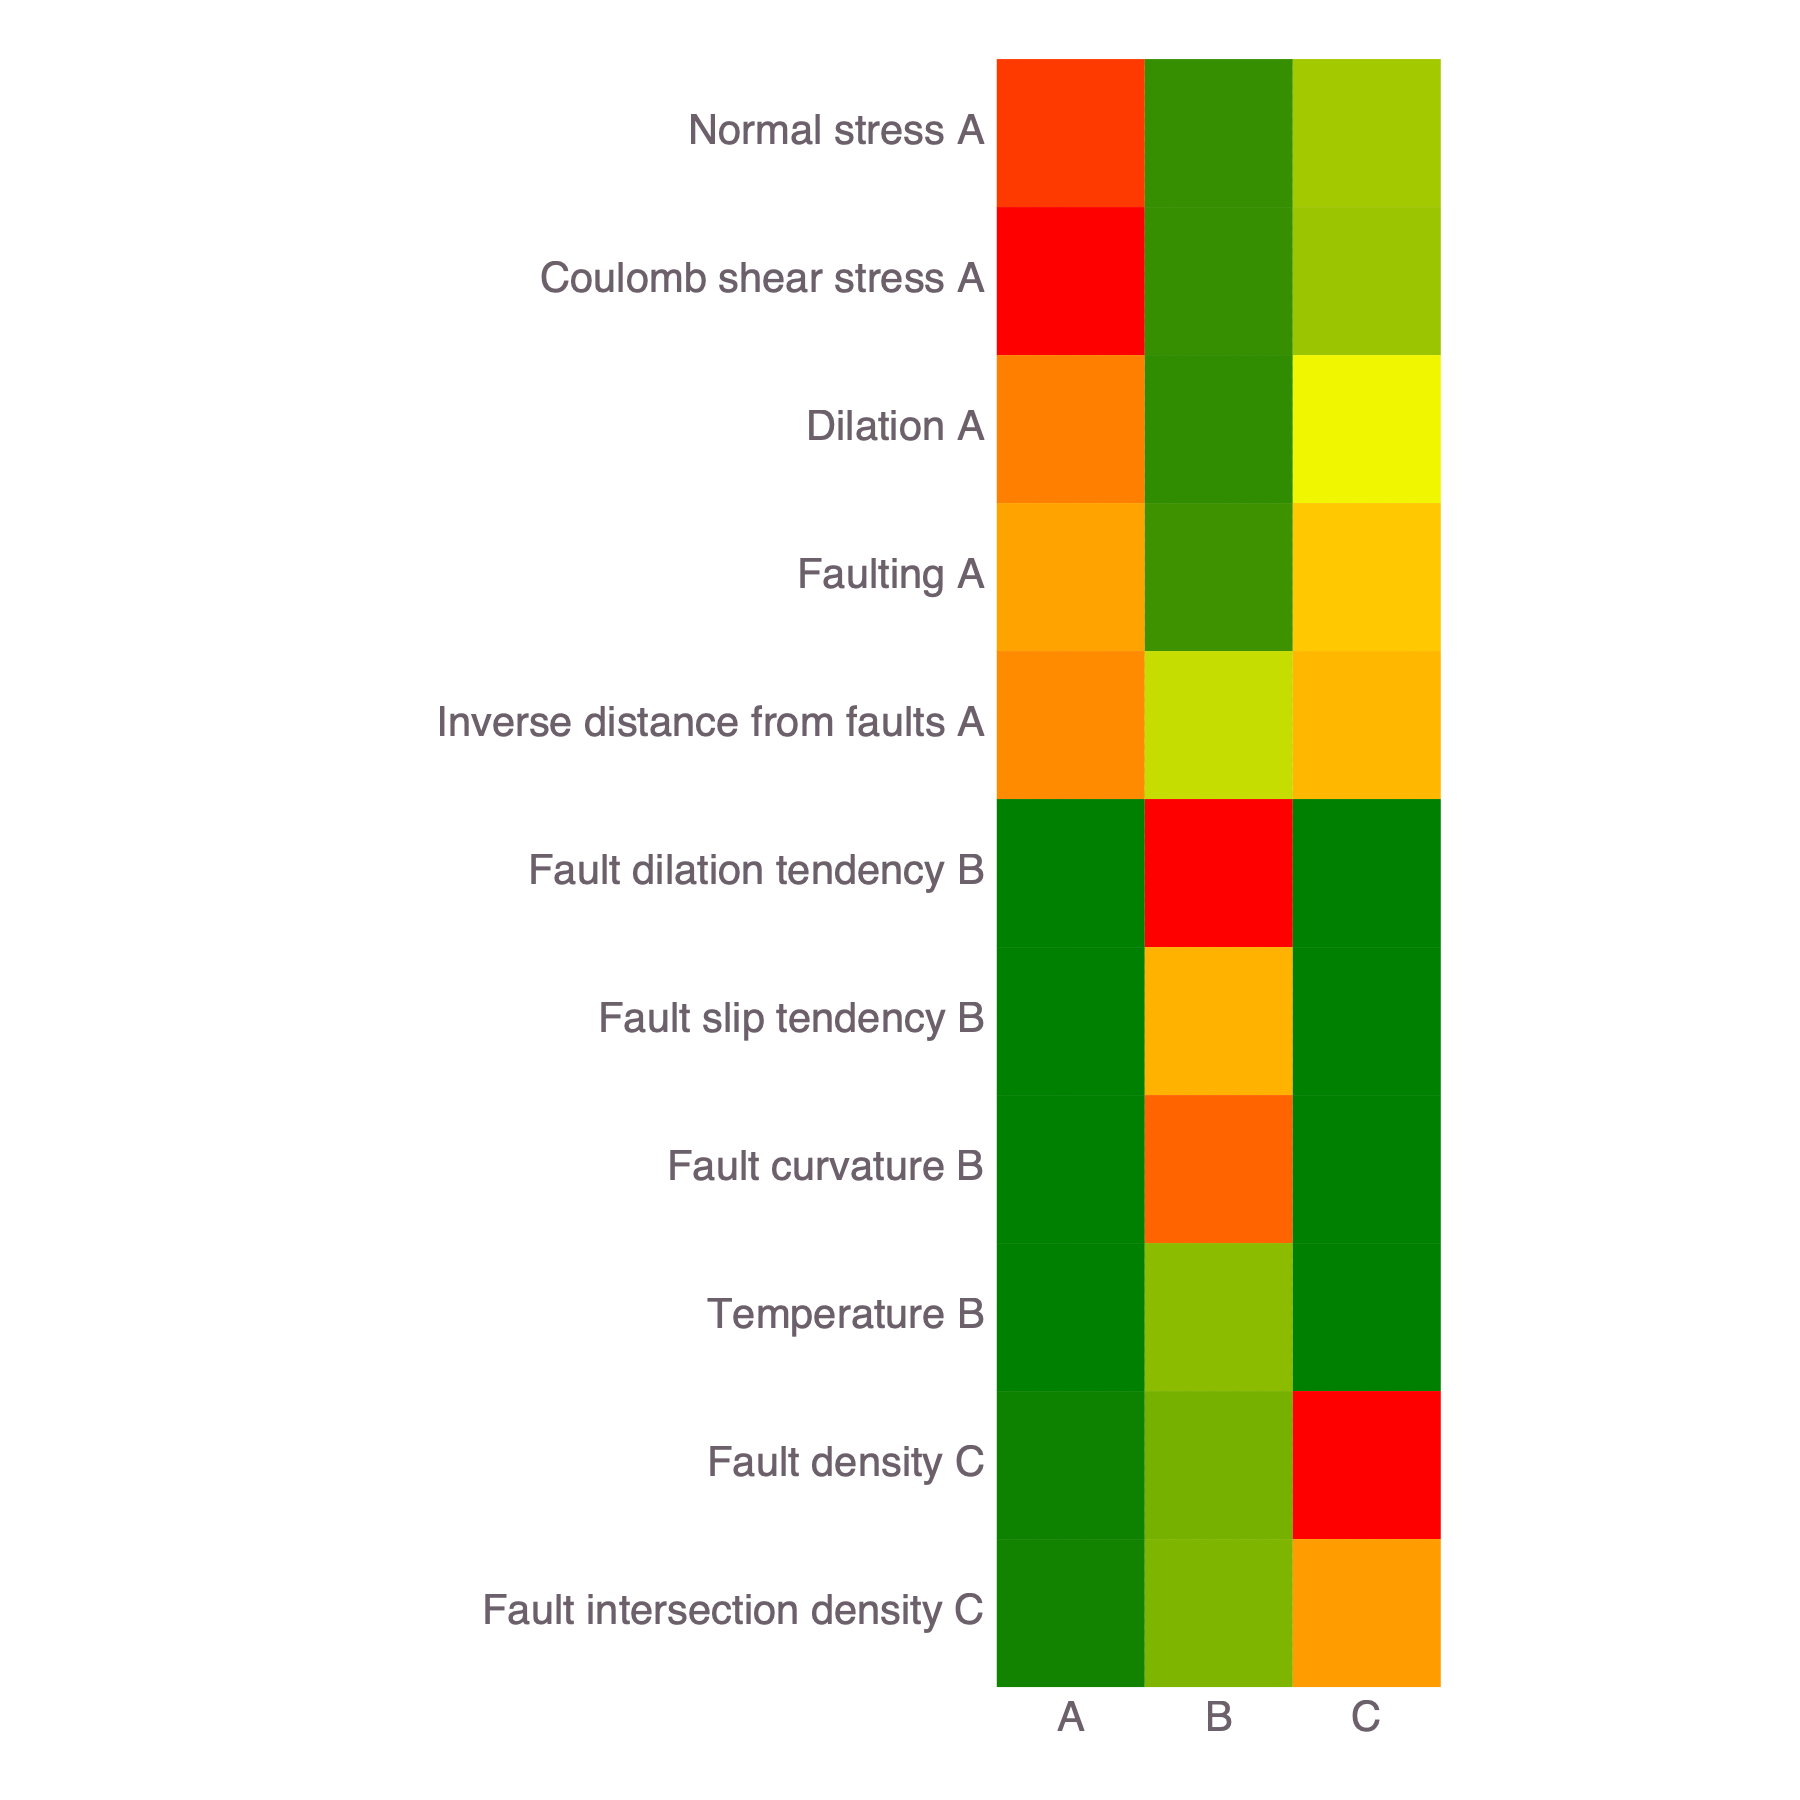 Normal stress A
Coulomb shear stress A
Dilation A
Faulting A
Inverse distance from faults A
Fault dilation tendency B
Fault slip tendency B
Fault curvature B
Temperature B
Fault density C
Fault intersection density C
A B C